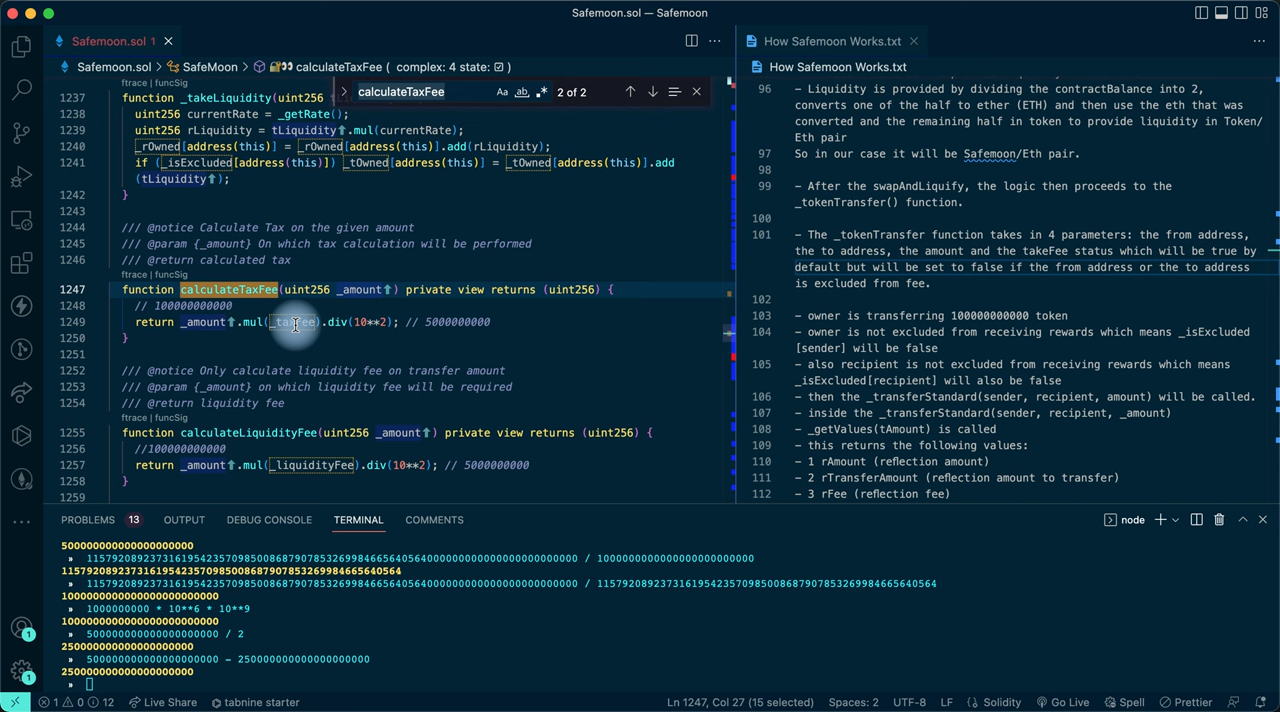 Safemoon.sol — Safemoon
Safemoon.sol 1
Safemoon.sol > SafeMoon > calculateTaxFee ( complex: 4 state: )
calculateTaxFee
Aa
ab
2 of 2
ftrace | funcSig
1237 function _takeLiquidity(uint256
1238 uint256 currentRate = _getRate();
1239 uint256 rLiquidity = tLiquidity↑.mul(currentRate);
1240 _rOwned[address(this)] = _rOwned[address(this)].add(rLiquidity);
1241 if (_isExcluded[address(this)]) _tOwned[address(this)] = _tOwned[address(this)].add
(tLiquidity↑);
1242 }
1243
1244 /// @notice Calculate Tax on the given amount
1245 /// @param {_amount} On which tax calculation will be performed
1246 /// @return calculated tax
ftrace | funcSig
1247 function calculateTaxFee(uint256 _amount↑) private view returns (uint256) {
1248 // 100000000000
1249 return _amount↑.mul(_taxFee).div(10**2); // 5000000000
1250 }
1251
1252 /// @notice Only calculate liquidity fee on transfer amount
1253 /// @param {_amount} on which liquidity fee will be required
1254 /// @return liquidity fee
ftrace | funcSig
1255 function calculateLiquidityFee(uint256 _amount↑) private view returns (uint256) {
1256 //100000000000
1257 return _amount↑.mul(_liquidityFee).div(10**2); // 5000000000
1258 }
1259
How Safemoon Works.txt
How Safemoon Works.txt
96 - Liquidity is provided by dividing the contractBalance into 2,
converts one of the half to ether (ETH) and then use the eth that was
converted and the remaining half in token to provide liquidity in Token/
Eth pair
97 So in our case it will be Safemoon/Eth pair.
98
99 - After the swapAndLiquify, the logic then proceeds to the
_tokenTransfer() function.
100
101 - The _tokenTransfer function takes in 4 parameters: the from address,
the to address, the amount and the takeFee status which will be true by
default but will be set to false if the from address or the to address
is excluded from fee.
102
103 - owner is transferring 100000000000 token
104 - owner is not excluded from receiving rewards which means _isExcluded
[sender] will be false
105 - also recipient is not excluded from receiving rewards which means
_isExcluded[recipient] will also be false
106 - then the _transferStandard(sender, recipient, amount) will be called.
107 - inside the _transferStandard(sender, recipient, _amount)
108 - _getValues(tAmount) is called
109 - this returns the following values:
110 - 1 rAmount (reflection amount)
111 - 2 rTransferAmount (reflection amount to transfer)
112 - 3 rFee (reflection fee)
PROBLEMS 13 OUTPUT DEBUG CONSOLE TERMINAL COMMENTS
node
» 1000000000 * 10**6 * 10**9
Ln 1247, Col 27 (15 selected) Spaces: 2 UTF-8 LF Solidity Go Live Spell Prettier
1 0 12 Live Share tabnine starter
1
1